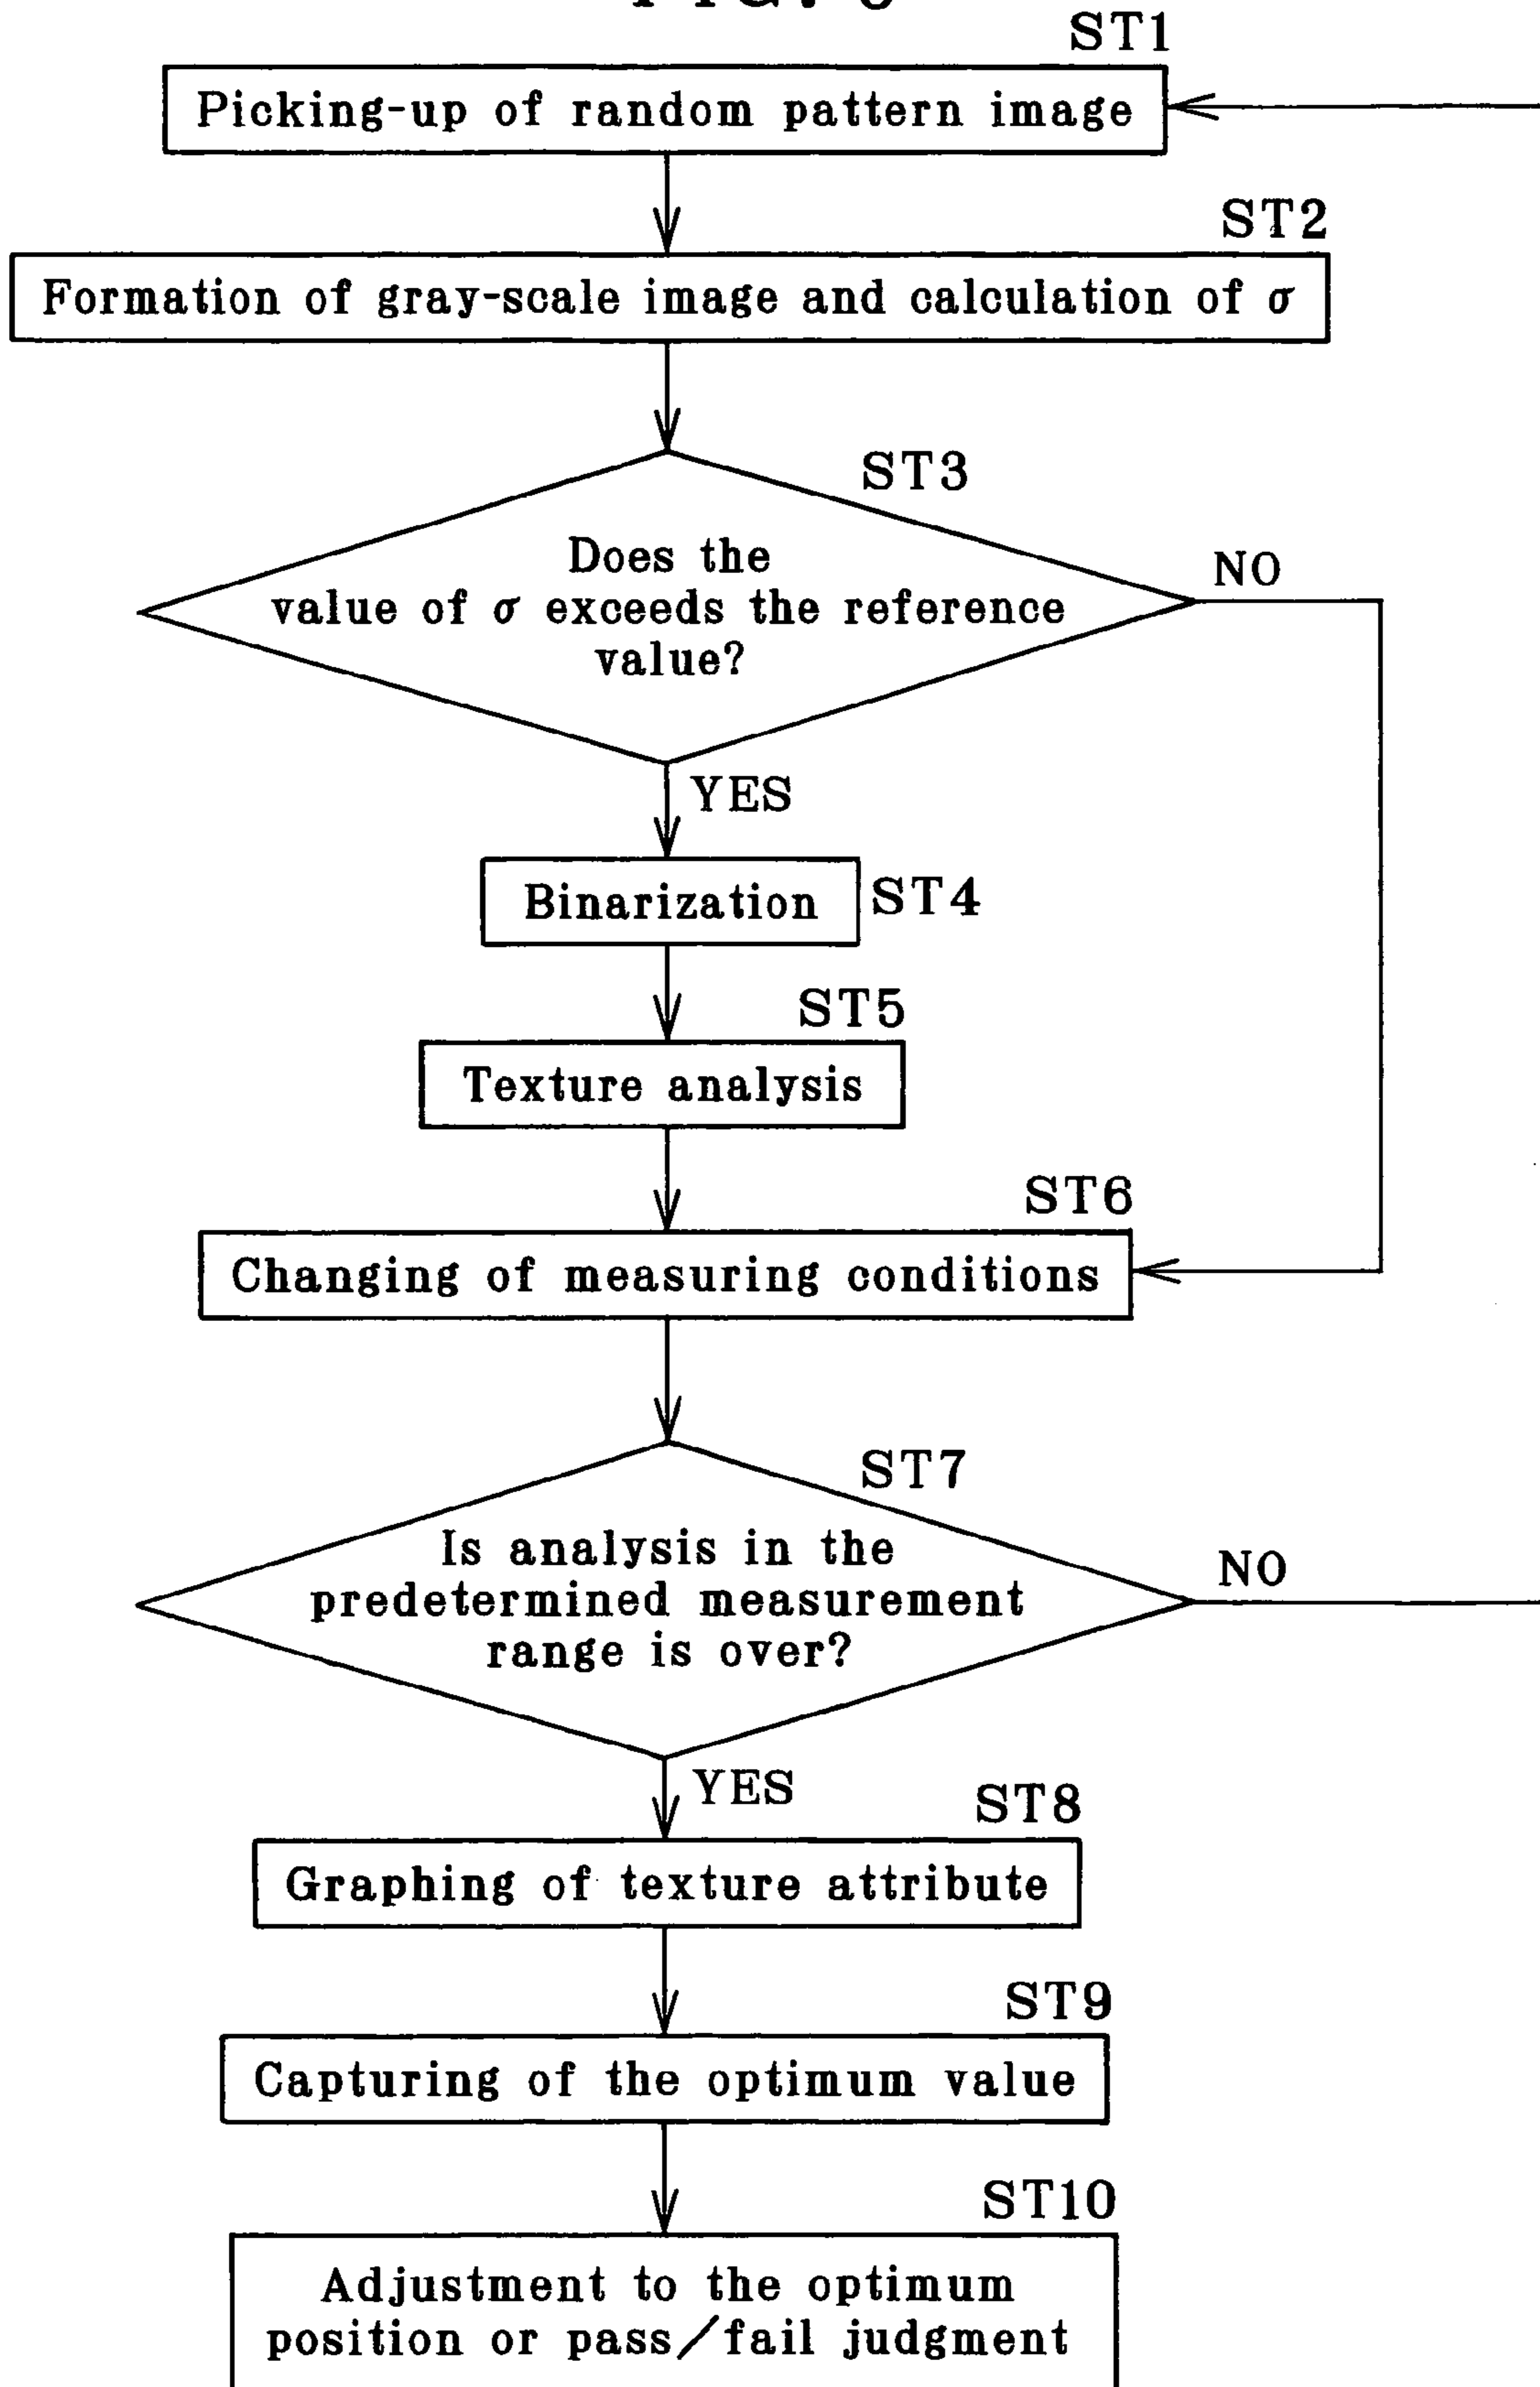 ST1
Picking-up of random pattern image
ST2
Formation of gray-scale image and calculation of σ
ST3
Does the
value of σ exceeds the reference
value?
NO
YES
Binarization
ST4
ST5
Texture analysis
ST6
Changing of measuring conditions
ST7
Is analysis in the
predetermined measurement
range is over?
NO
YES
ST8
Graphing of texture attribute
ST9
Capturing of the optimum value
ST10
Adjustment to the optimum
position or pass/fail judgment